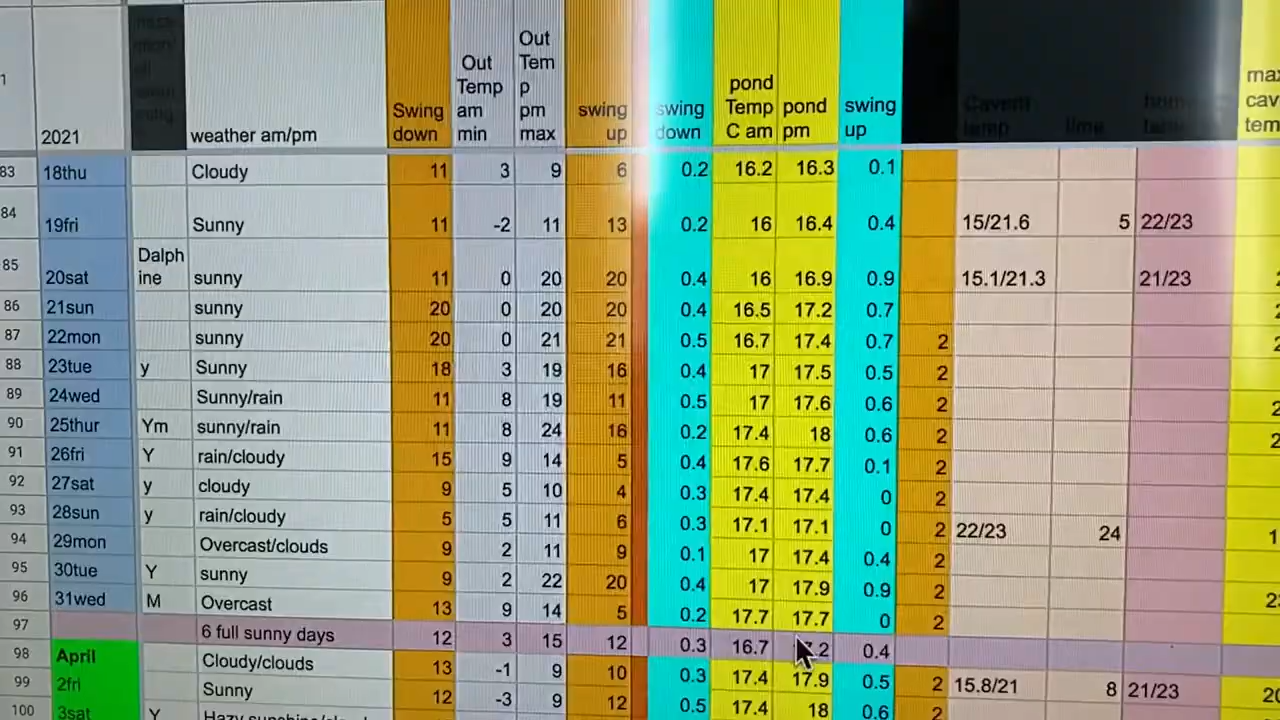 1 2021 weather am/pm Swing down Out Temp am min Out Tem p pm max swing up swing down pond Temp C am pond pm swing up Cavern temp time home max cav tem
83 18thu Cloudy 11 3 9 6 0.2 16.2 16.3 0.1
84 19fri Sunny 11 -2 11 13 0.2 16 16.4 0.4 15/21.6 5 22/23
85 20sat Dalph ine sunny 11 0 20 20 0.4 16 16.9 0.9 15.1/21.3 21/23
86 21sun sunny 20 0 20 20 0.4 16.5 17.2 0.7
87 22mon sunny 20 0 21 21 0.5 16.7 17.4 0.7 2
88 23tue y Sunny 18 3 19 16 0.4 17 17.5 0.5 2
89 24wed Sunny/rain 11 8 19 11 0.5 17 17.6 0.6 2
90 25thur Ym sunny/rain 11 8 24 16 0.2 17.4 18 0.6 2
91 26fri Y rain/cloudy 15 9 14 5 0.4 17.6 17.7 0.1 2
92 27sat y cloudy 9 5 10 4 0.3 17.4 17.4 0 2
93 28sun y rain/cloudy 5 5 11 6 0.3 17.1 17.1 0 2 22/23 24
94 29mon Overcast/clouds 9 2 11 9 0.1 17 17.4 0.4 2
95 30tue Y sunny 9 2 22 20 0.4 17 17.9 0.9 2
96 31wed M Overcast 13 9 14 5 0.2 17.7 17.7 0 2
97 6 full sunny days 12 3 15 12 0.3 16.7 0.4
98 April Cloudy/clouds 13 -1 9 10 0.3 17.4 17.9 0.5 2 15.8/21 8 21/23
99 2fri Sunny 12 -3 9 12 0.5 17.4 18 0.6 2
100 3sat Y